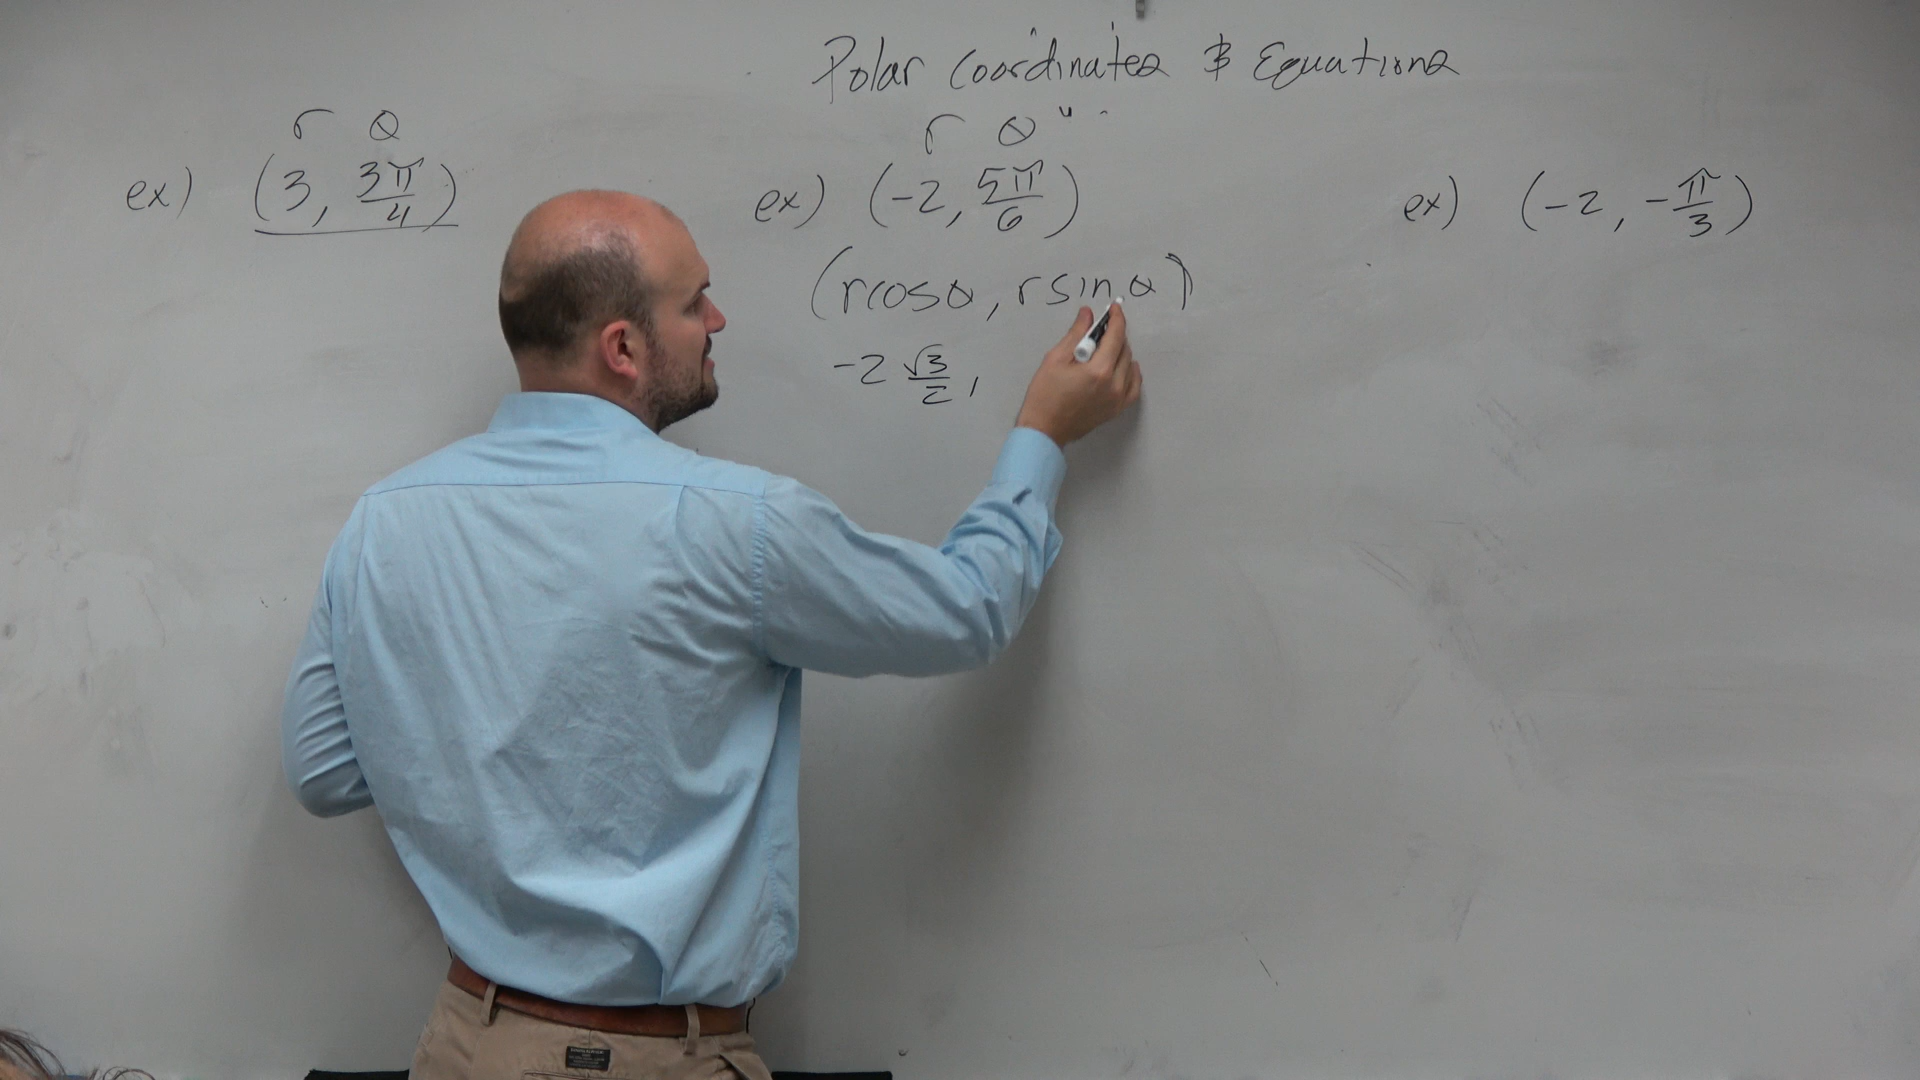 Polar Coordinates & Equations
r θ
ex) (3, 3π/4)
r θ
ex) (-2, 5π/6)
(rcosθ, rsinθ)
-2 √3/2,
ex) (-2, -π/3)